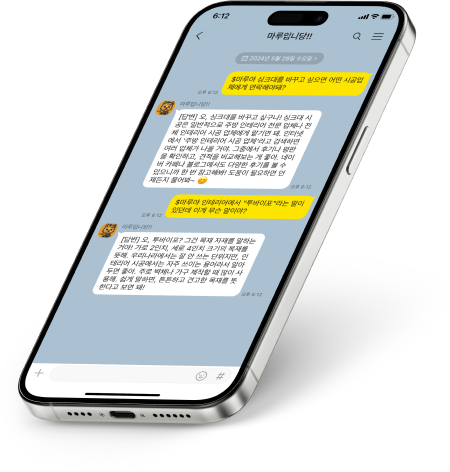 6:12
마루입니당!!
2024년 5월 29일 수요일
$마루야 싱크대를 바꾸고 싶으면 어떤 시공업
체에게 연락해야돼?
오후 6:12
마루입니당!!
[답변] 오, 싱크대를 바꾸고 싶구나! 싱크대 시
공은 일반적으로 주방 인테리어 전문 업체나 전
체 인테리어 시공 업체에게 맡기면 돼. 인터넷
에서 '주방 인테리어 시공 업체'라고 검색하면
여러 업체가 나올 거야. 그중에서 후기나 평판
을 확인하고, 견적을 비교해보는 게 좋아. 네이
버 카페나 블로그에서도 다양한 후기를 볼 수
있으니까 한 번 참고해봐! 도움이 필요하면 언
제든지 물어봐~ 😊
오후 6:12
$마루야 인테리어에서 "투바이포"라는 말이
있던데 이게 무슨 말이야?
오후 6:12
마루입니당!!
[답변] 오, 투바이포? 그건 목재 자재를 말하는
거야! 가로 2인치, 세로 4인치 크기의 목재를
뜻해. 우리나라에서는 잘 안 쓰는 단위지만, 인
테리어 시공에서는 자주 쓰이는 용어라서 알아
두면 좋아. 주로 벽체나 가구 제작할 때 많이 사
용해. 쉽게 말하면, 튼튼하고 견고한 목재를 뜻
한다고 보면 돼!
오후 6:12
#